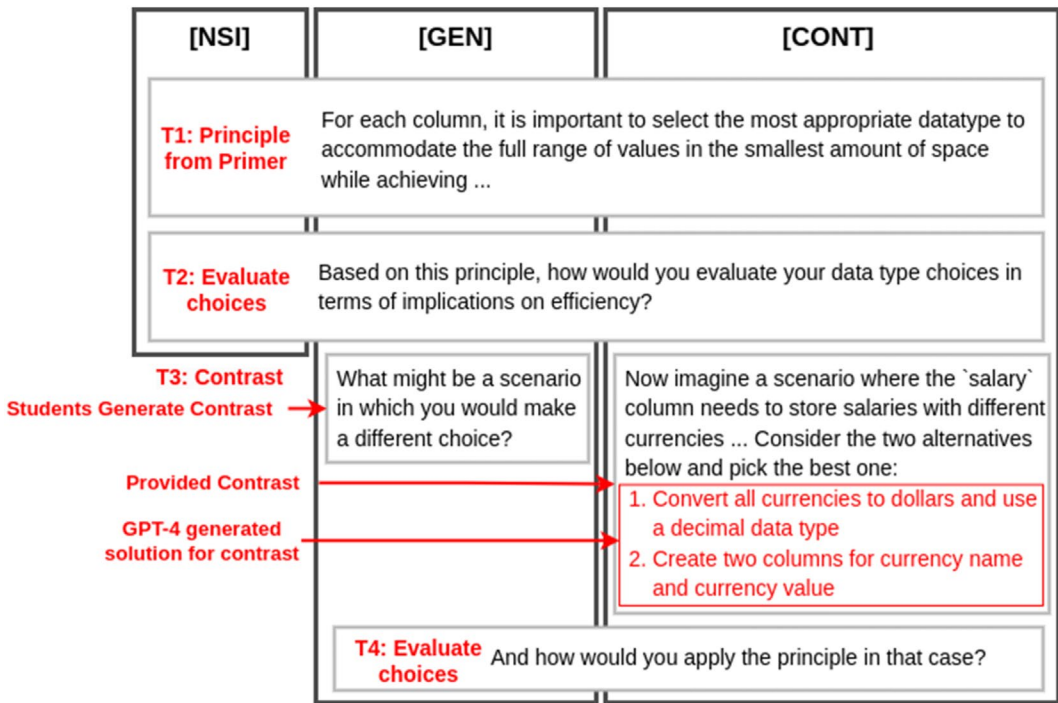 [NSI]
[GEN]
[CONT]
T1: Principle
from Primer
For each column, it is important to select the most appropriate datatype to
accommodate the full range of values in the smallest amount of space
while achieving ...
T2: Evaluate
choices
Based on this principle, how would you evaluate your data type choices in
terms of implications on efficiency?
T3: Contrast
Students Generate Contrast
What might be a scenario
in which you would make
a different choice?
Provided Contrast
GPT-4 generated
solution for contrast
Now imagine a scenario where the `salary`
column needs to store salaries with different
currencies ... Consider the two alternatives
below and pick the best one:
1. Convert all currencies to dollars and use
a decimal data type
2. Create two columns for currency name
and currency value
T4: Evaluate
choices
And how would you apply the principle in that case?